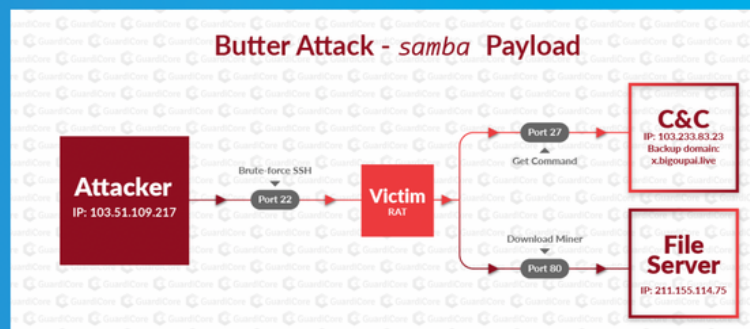 Butter Attack - samba Payload
Attacker
IP: 103.51.109.217
Brute-force SSH
Port 22
Victim
RAT
Port 27
Get Command
C&C
IP: 103.233.83.23
Backup domain:
x.bigoupai.live
Download Miner
Port 80
File
Server
IP: 211.155.114.75